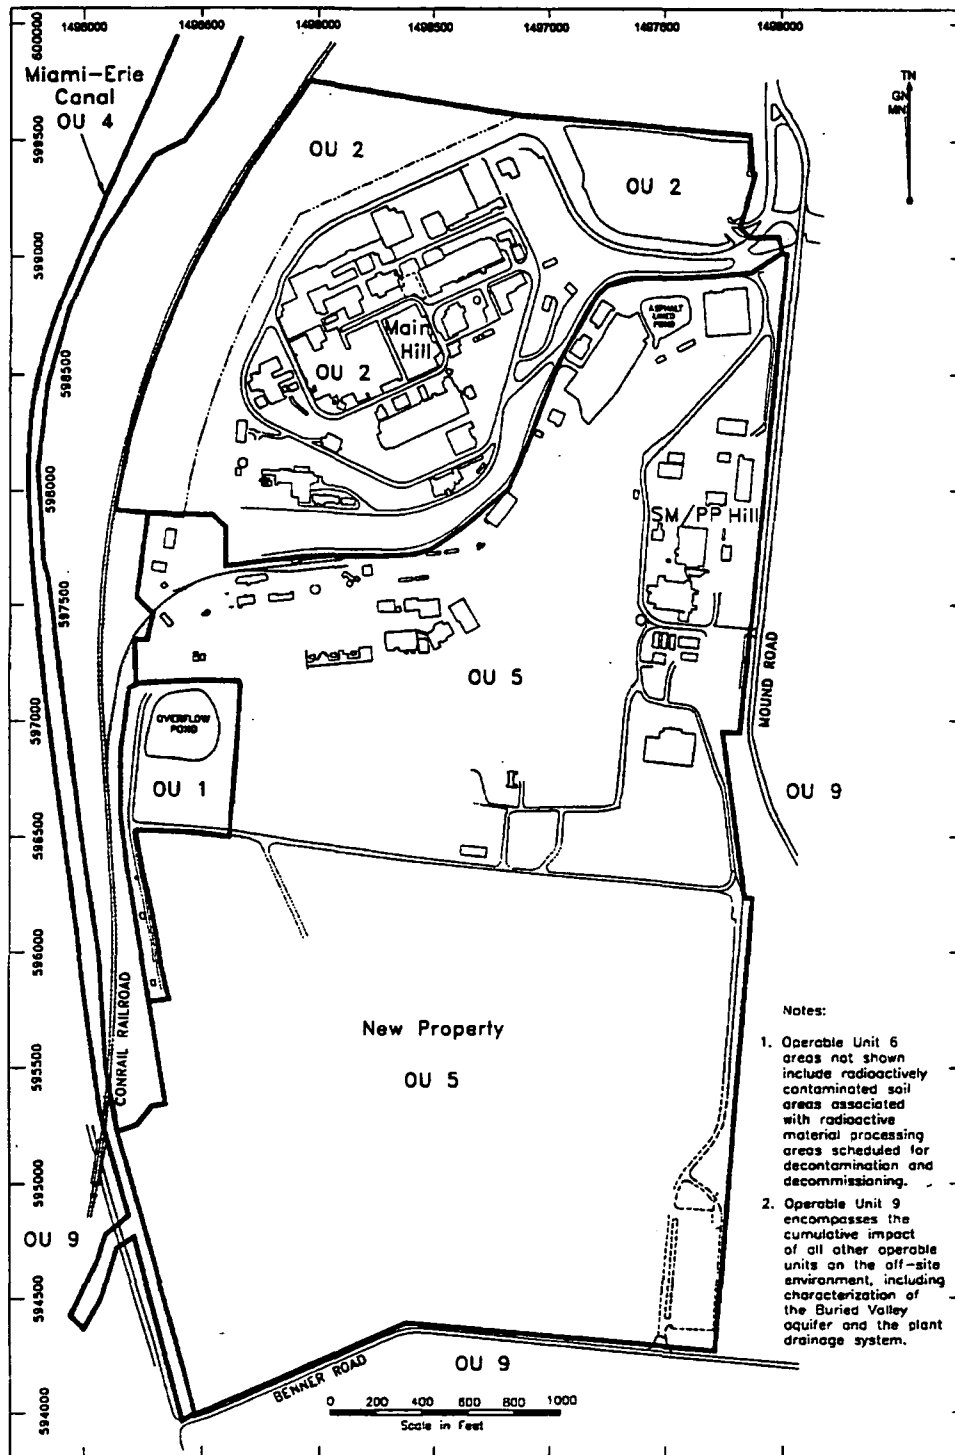 1496000 1496500 1496000 1496500 1497000 1497500 1498000
600000
Miami-Erie
Canal
OU 4
TN
GN
MN
599500
OU 2
OU 2
599000
ASPHALT
LINED
POND
Main
Hill
598500
OU 2
598000
SM/PP Hill
597500
OU 5
MOUND ROAD
597000
OVERFLOW
POND
OU 1
OU 9
596500
596000
CONRAIL RAILROAD
New Property
OU 5
595500
595000
OU 9
594500
594000
Notes:
1. Operable Unit 6
areas not shown
include radioactively
contaminated soil
areas associated
with radioactive
material processing
areas scheduled for
decontamination and
decommissioning.
2. Operable Unit 9
encompasses the
cumulative impact
of all other operable
units on the off-site
environment, including
characterization of
the Buried Valley
aquifer and the plant
drainage system.
BENNER ROAD
OU 9
0 200 400 600 800 1000
Scale in Feet